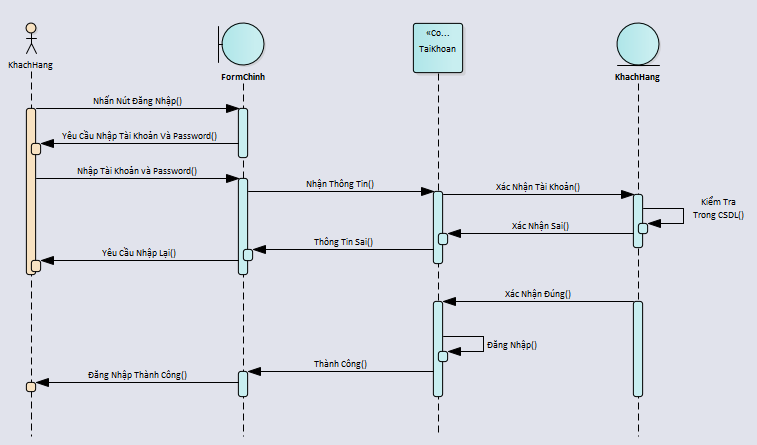 «Co...
TaiKhoan
KhachHang
FormChinh
KhachHang
Nhấn Nút Đăng Nhập()
Yêu Cầu Nhập Tài Khoản Và Password()
Nhập Tài Khoản và Password()
Nhận Thông Tin()
Xác Nhận Tài Khoản()
Kiểm Tra
Trong CSDL()
Xác Nhận Sai()
Thông Tin Sai()
Yêu Cầu Nhập Lại()
Xác Nhận Đúng()
Đăng Nhập()
Thành Công()
Đăng Nhập Thành Công()